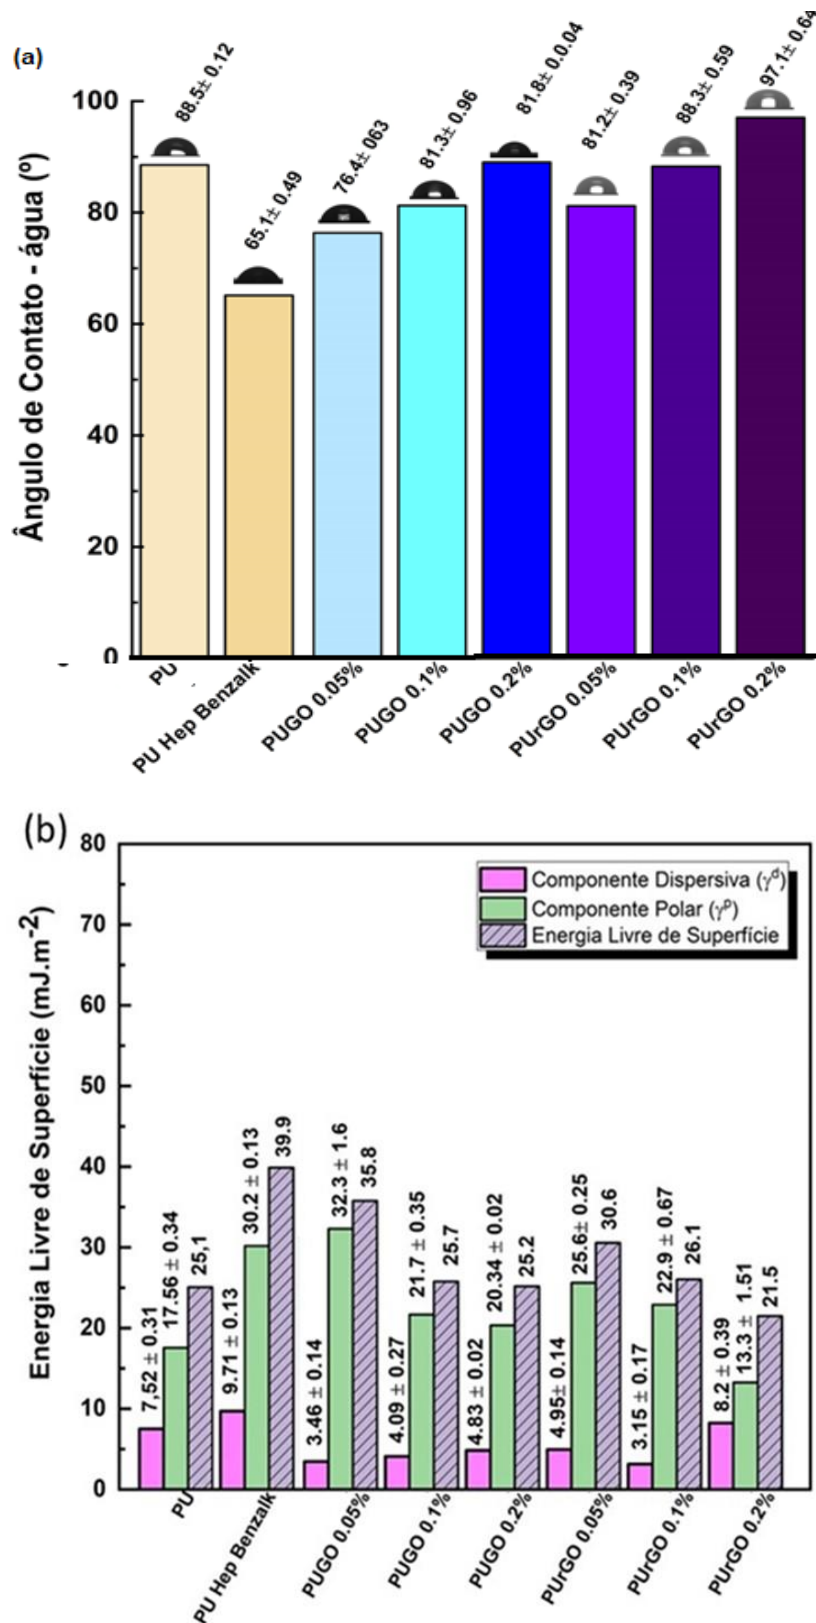 (a)
88.5± 0.12
65.1± 0.49
76.4± 063
81.3± 0.96
81.8± 0.0.04
81.2± 0.39
88.3± 0.59
97.1± 0.64
Ângulo de Contato - água (º)
100
80
60
40
20
0
PU
PU Hep Benzalk
PUGO 0.05%
PUGO 0.1%
PUGO 0.2%
PUrGO 0.05%
PUrGO 0.1%
PUrGO 0.2%
(b)
Energia Livre de Superfície (mJ.m-2)
80
70
60
50
40
30
20
10
0
Componente Dispersiva (γd)
Componente Polar (γp)
Energia Livre de Superfície
7,52 ± 0.31
17.56 ± 0.34
25,1
9.71 ± 0.13
30.2 ± 0.13
39.9
3.46 ± 0.14
32.3 ± 1.6
35.8
4.09 ± 0.27
21.7 ± 0.35
25.7
4.83 ± 0.02
20.34 ± 0.02
25.2
4.95± 0.14
25.6± 0.25
30.6
3.15 ± 0.17
22.9 ± 0.67
26.1
8.2 ± 0.39
13.3 ± 1.51
21.5
PU
PU Hep Benzalk
PUGO 0.05%
PUGO 0.1%
PUGO 0.2%
PUrGO 0.05%
PUrGO 0.1%
PUrGO 0.2%